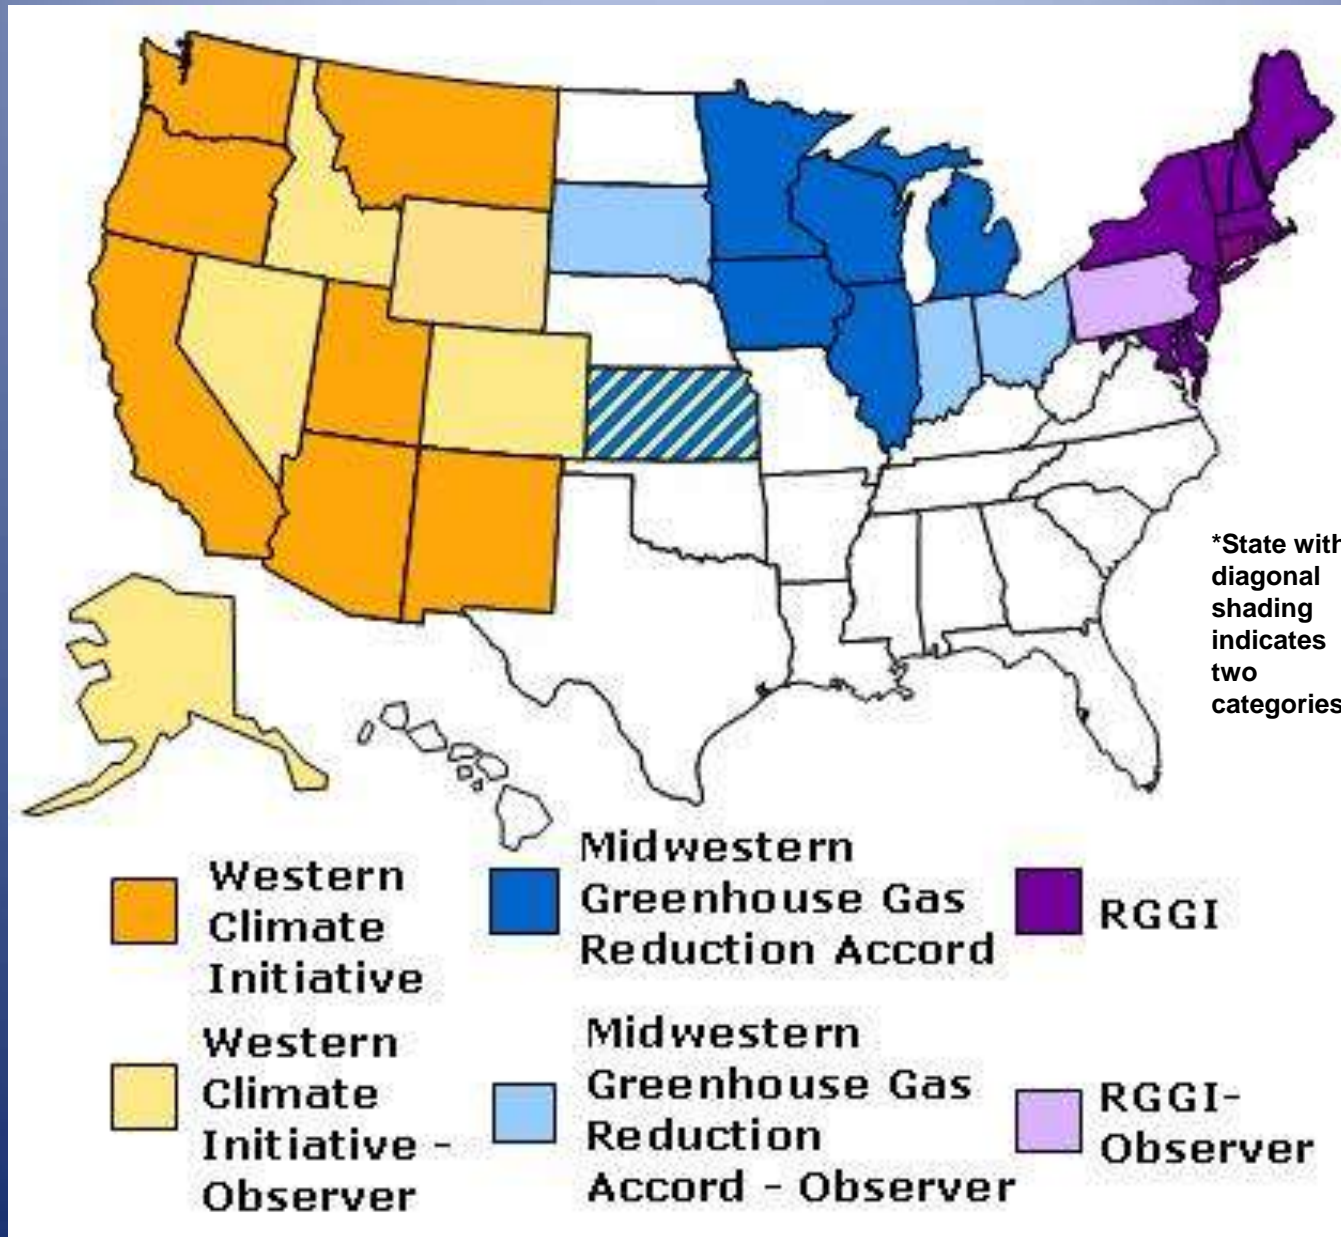 *State with
diagonal
shading
indicates
two
categories
Western
Climate
Initiative
Midwestern
Greenhouse Gas
Reduction Accord
RGGI
Western
Climate
Initiative -
Observer
Midwestern
Greenhouse Gas
Reduction
Accord - Observer
RGGI-
Observer